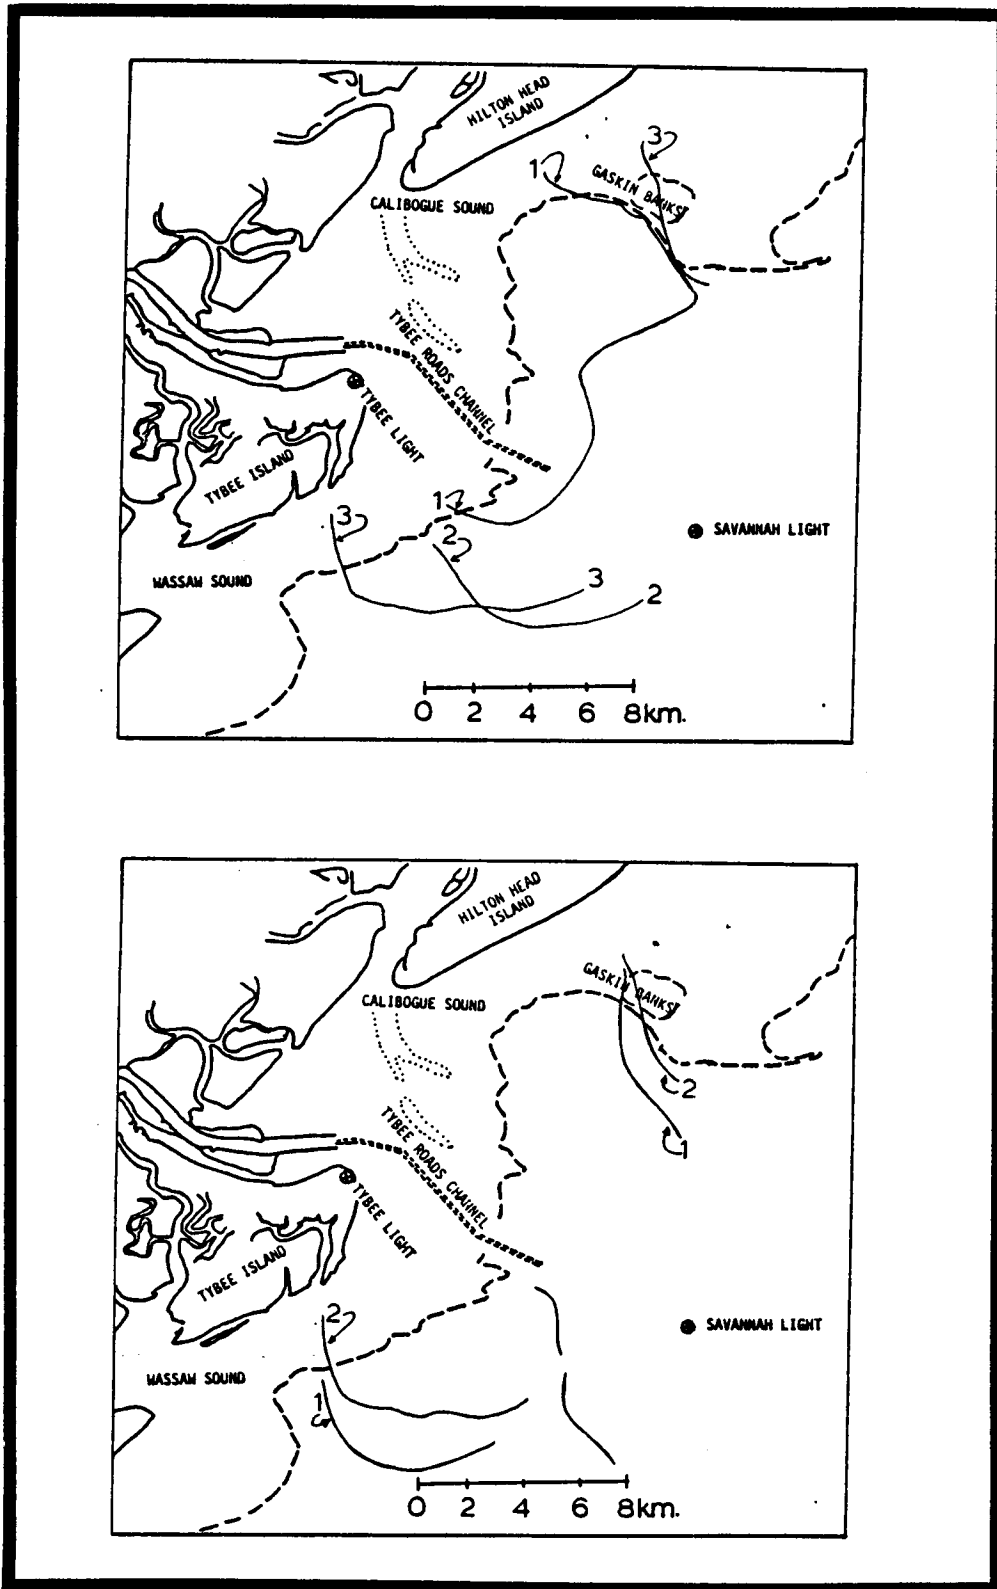 HILTON HEAD
ISLAND
3
1
GASKIN BANKS
CALIBOGUE SOUND
TYBEE ROADS CHANNEL
TYBEE LIGHT
TYBEE ISLAND
1
3
2
SAVANNAH LIGHT
WASSAW SOUND
3
2
0 2 4 6 8km.
HILTON HEAD
ISLAND
GASKIN BANKS
CALIBOGUE SOUND
2
TYBEE ROADS CHANNEL
1
TYBEE LIGHT
TYBEE ISLAND
2
SAVANNAH LIGHT
WASSAW SOUND
1
0 2 4 6 8km.